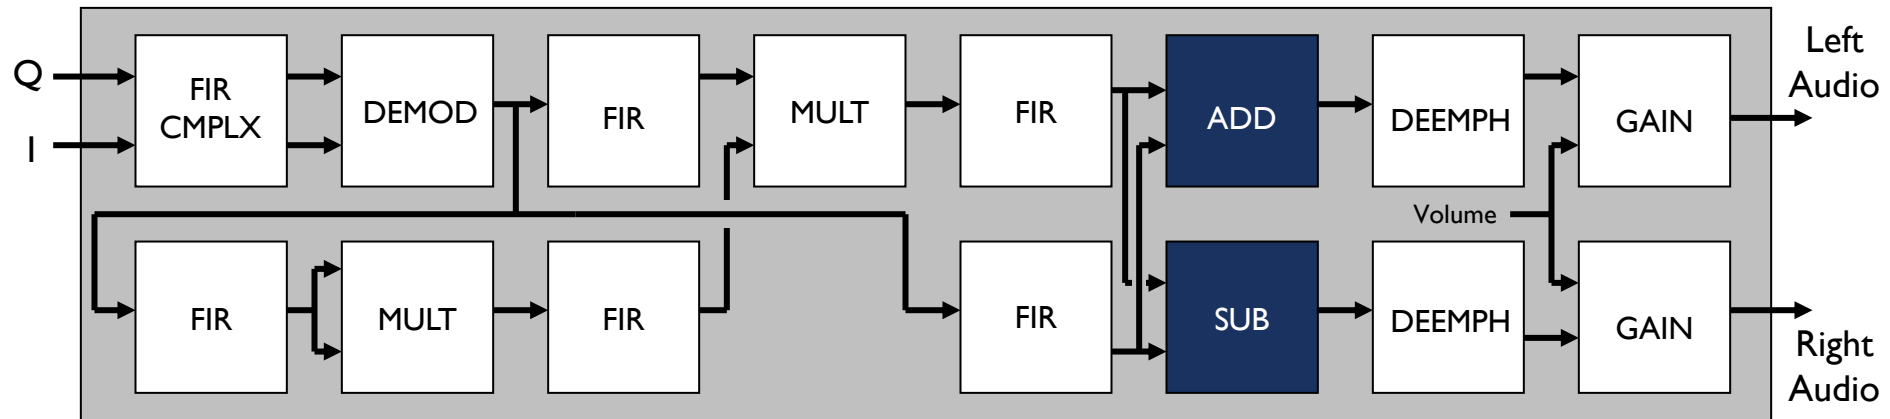 Q
I
FIR
CMPLX
DEMOD
FIR
MULT
FIR
ADD
DEEMPH
GAIN
Left
Audio
Volume
FIR
MULT
FIR
FIR
SUB
DEEMPH
GAIN
Right
Audio